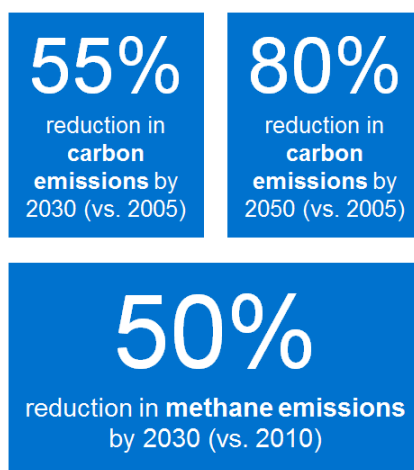 55%
reduction in
carbon
emissions by
2030 (vs. 2005)
80%
reduction in
carbon
emissions by
2050 (vs. 2005)
50%
reduction in methane emissions
by 2030 (vs. 2010)